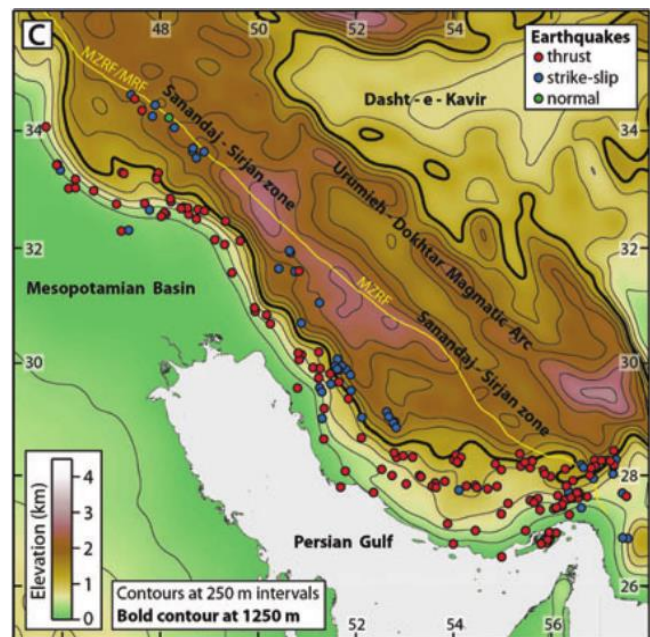 C
48
50
52
54
Earthquakes
thrust
strike-slip
normal
MZRF/MRF
Sanandaj - Sirjan zone
Dasht - e - Kavir
34
34
Urumieh - Dokhtar Magmatic Arc
32
32
Mesopotamian Basin
MZRF
Sanandaj - Sirjan zone
30
30
28
28
Elevation (km)
4
3
2
1
0
Persian Gulf
Contours at 250 m intervals
Bold contour at 1250 m
26
52
54
56